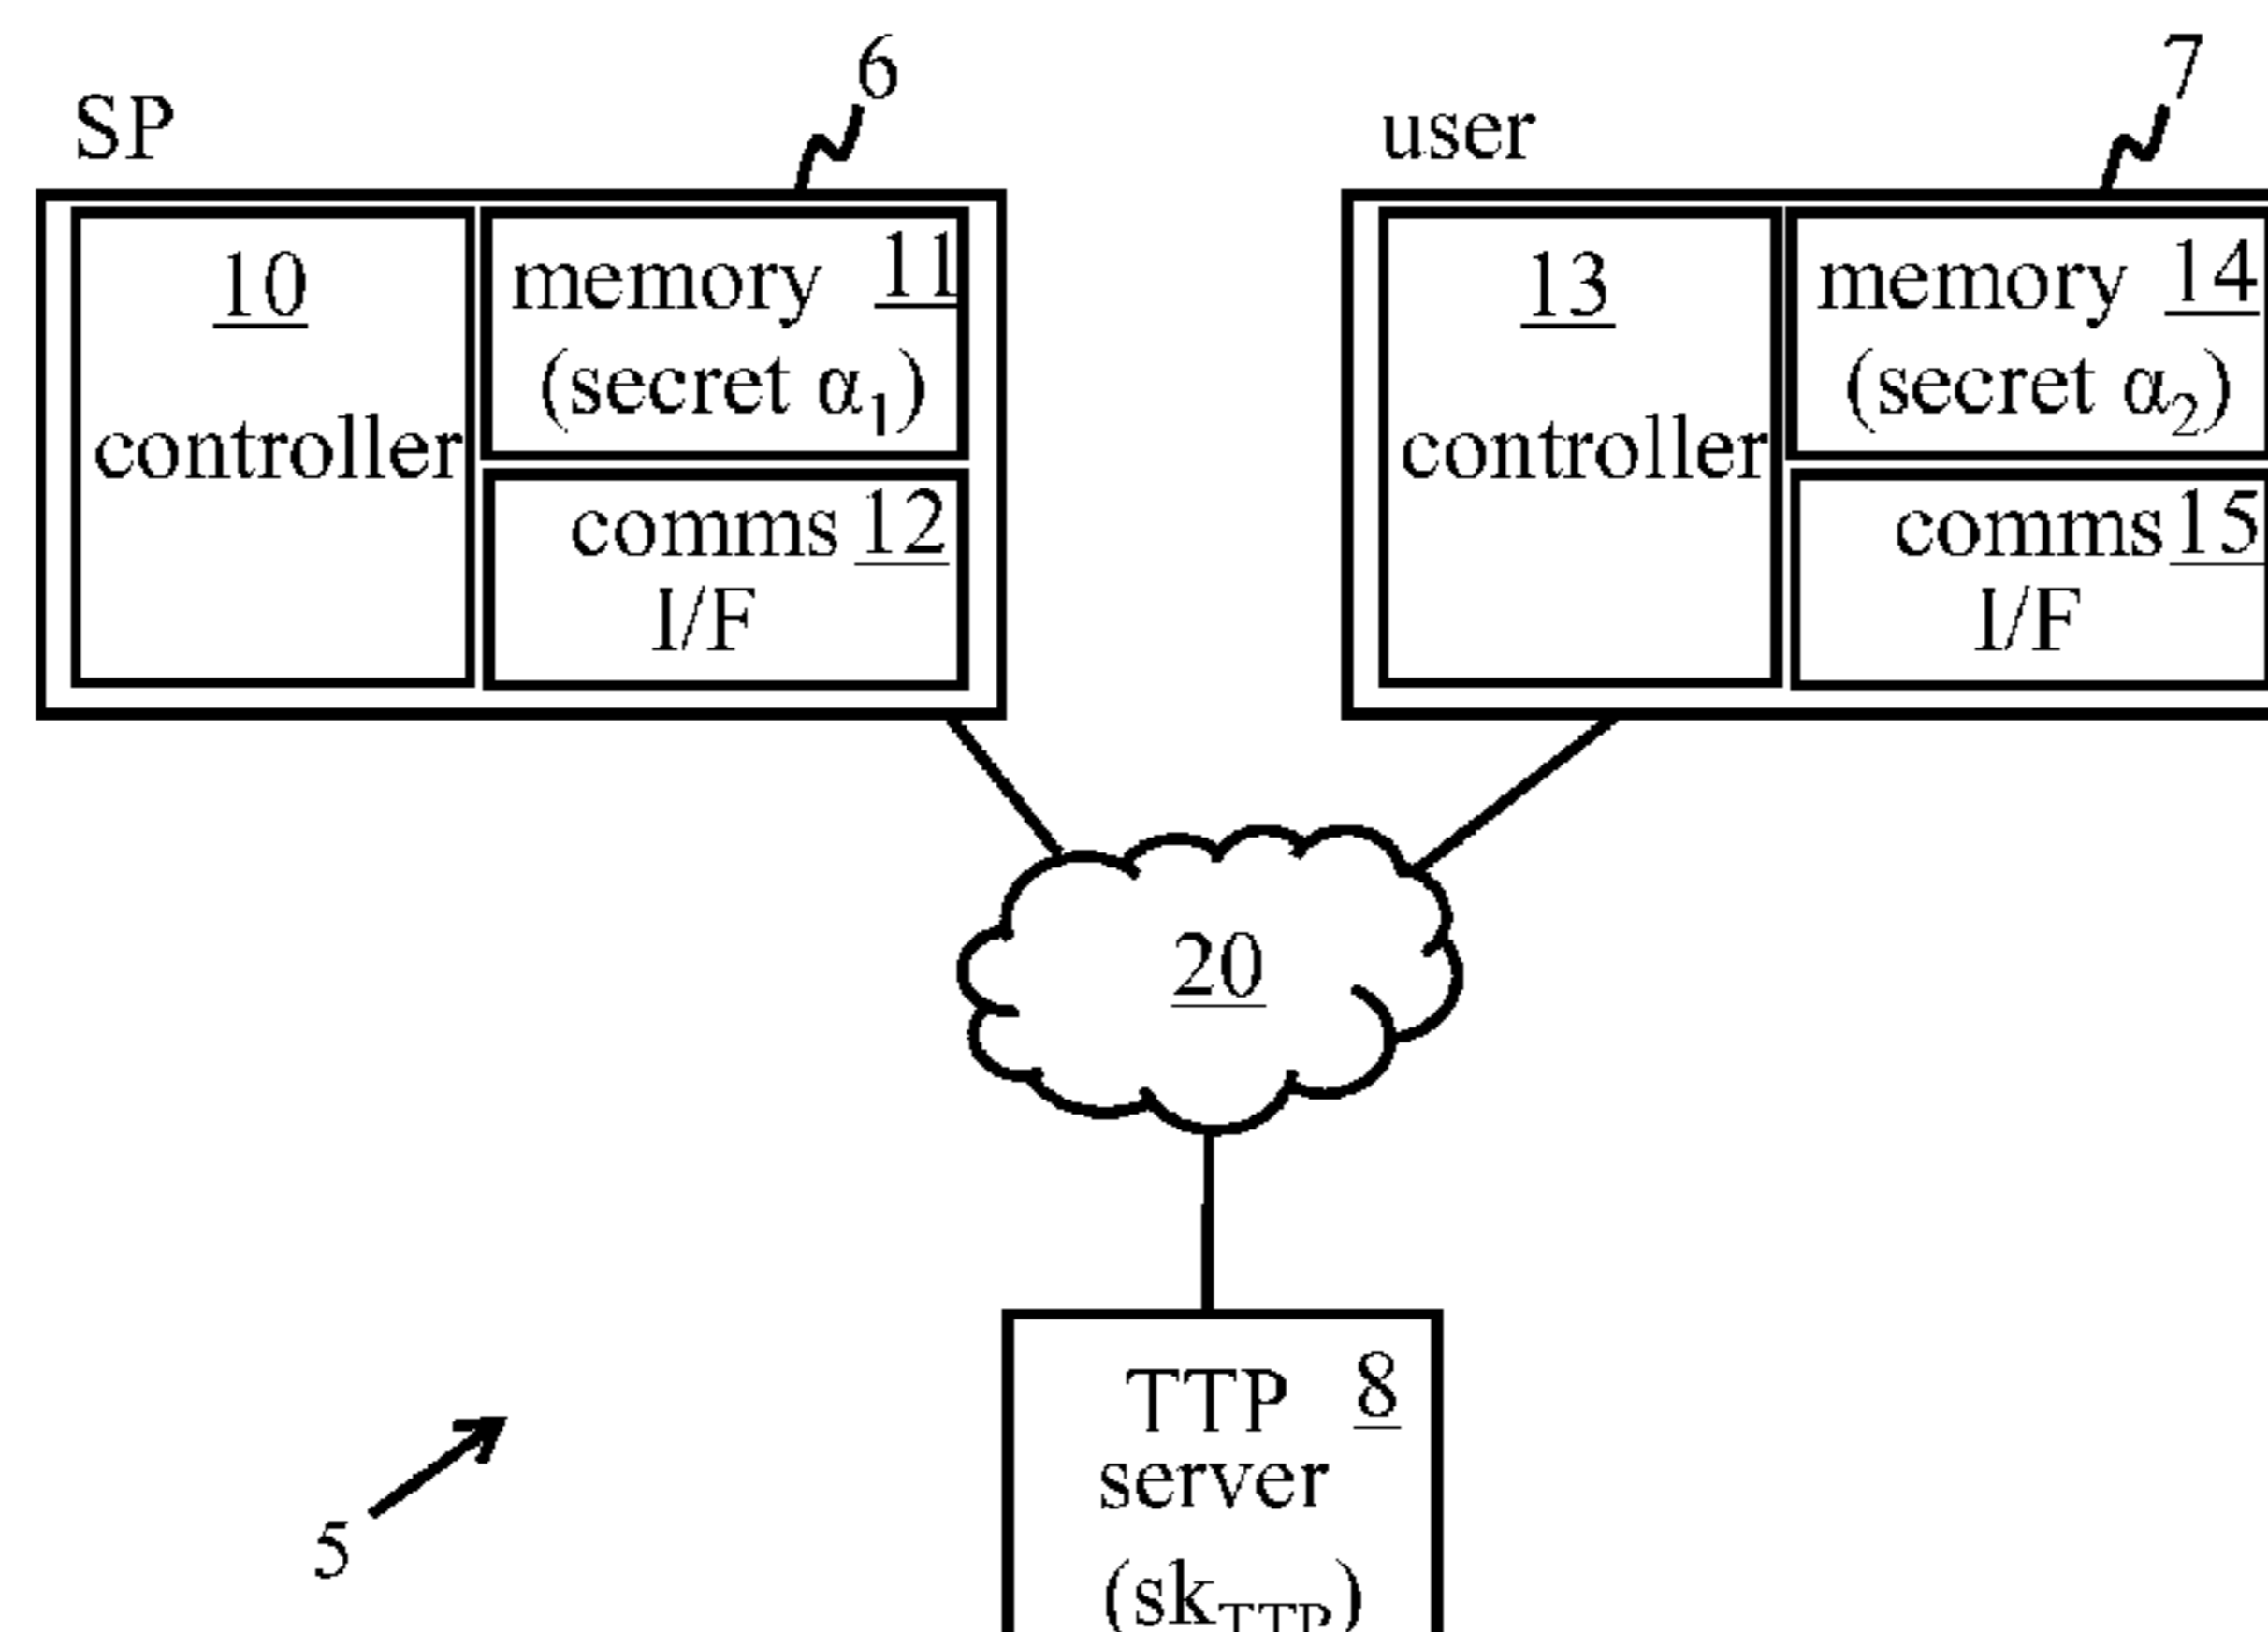 6
7
SP
user
10
controller
memory 11
(secret α₁)
comms 12
I/F
13
controller
memory 14
(secret α₂)
comms 15
I/F
20
TTP 8
server
(sk_TTP)
5